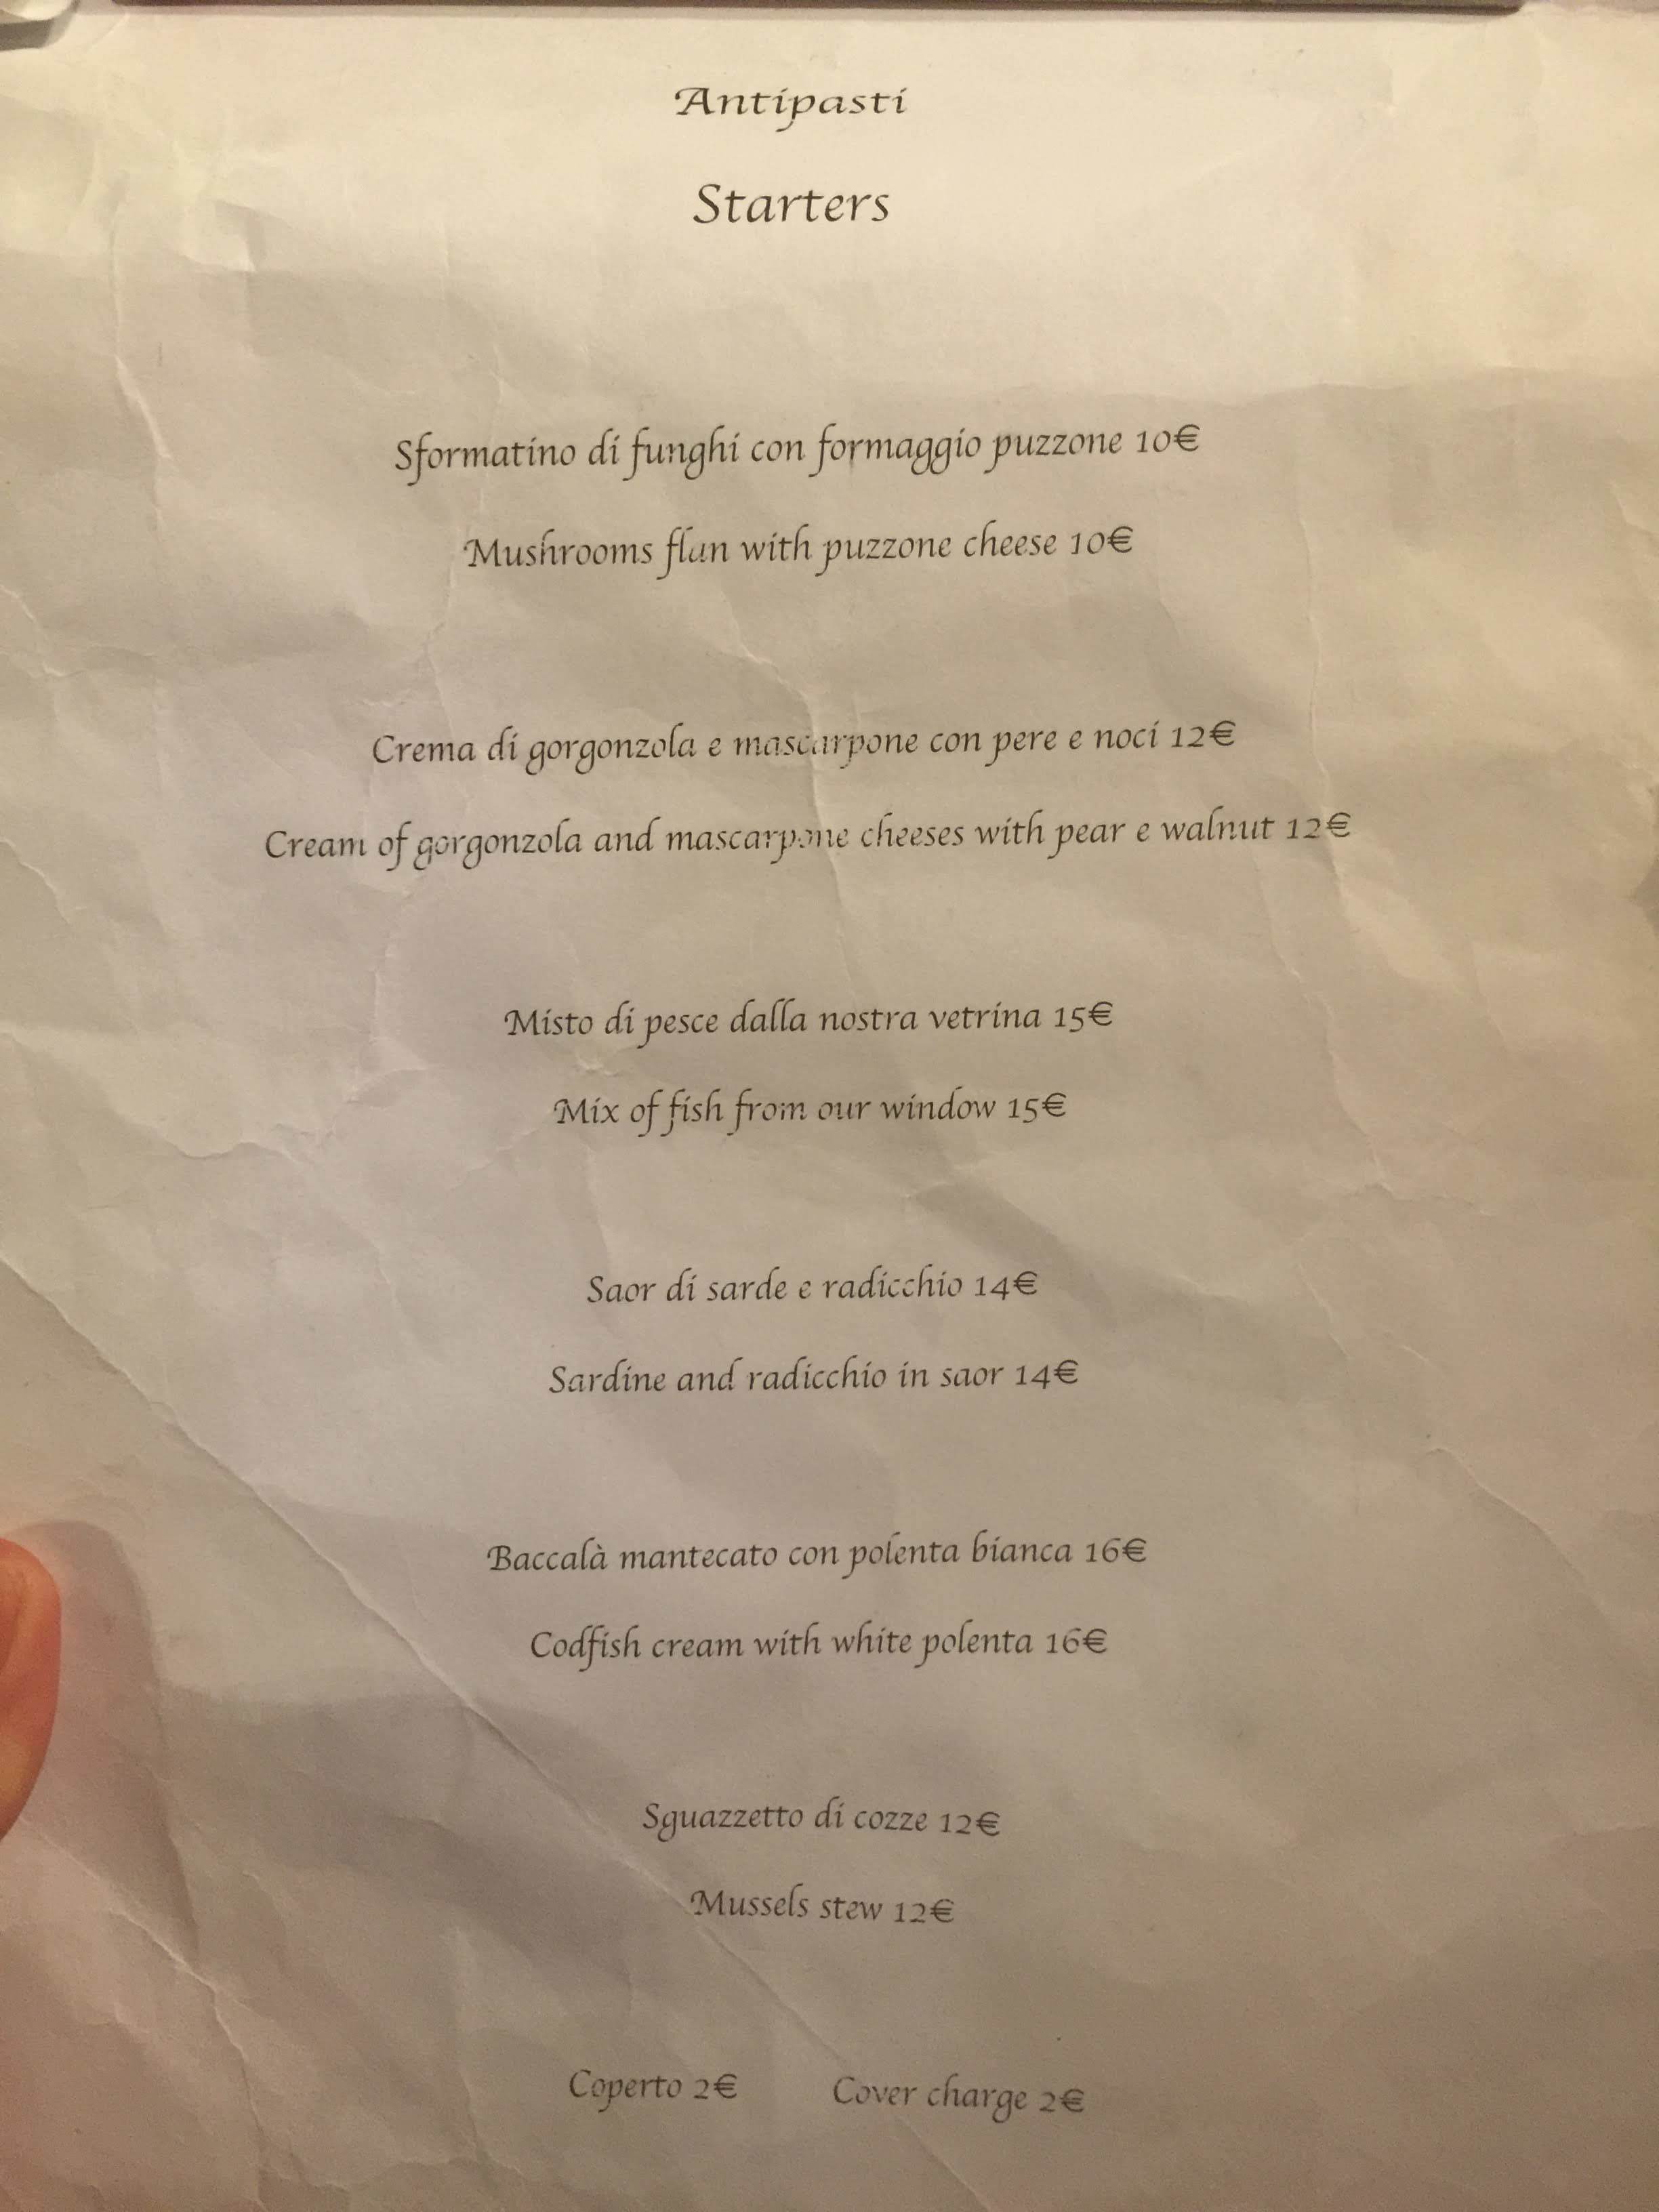 Antipasti
Starters
Sformatino di funghi con formaggio puzzone 10€
Mushrooms flan with puzzone cheese 10€
Crema di gorgonzola e mascarpone con pere e noci 12€
Cream of gorgonzola and mascarpone cheeses with pear e walnut 12€
Misto di pesce dalla nostra vetrina 15€
Mix of fish from our window 15€
Saor di sarde e radicchio 14€
Sardine and radicchio in saor 14€
Baccalà mantecato con polenta bianca 16€
Codfish cream with white polenta 16€
Sguazzetto di cozze 12€
Mussels stew 12€
Coperto 2€ Cover charge 2€